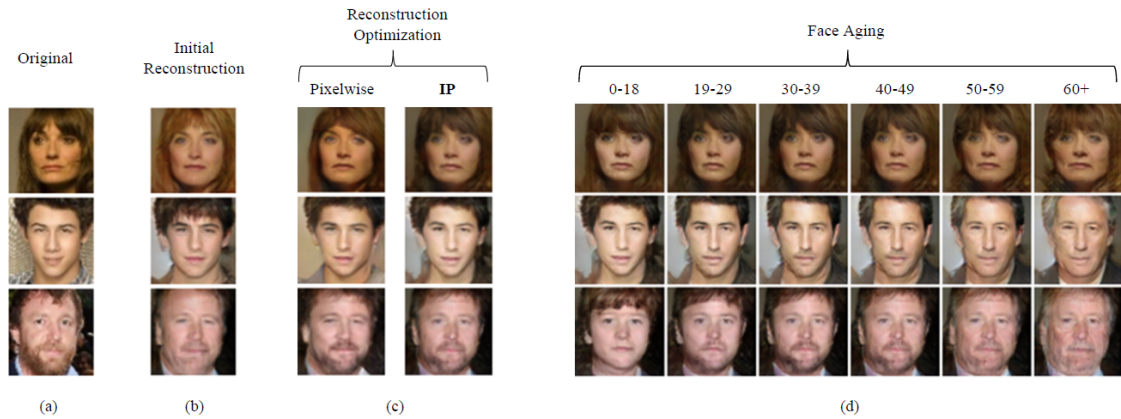 Original
Initial
Reconstruction
Reconstruction
Optimization
Pixelwise
IP
Face Aging
0-18
19-29
30-39
40-49
50-59
60+
(a)
(b)
(c)
(d)